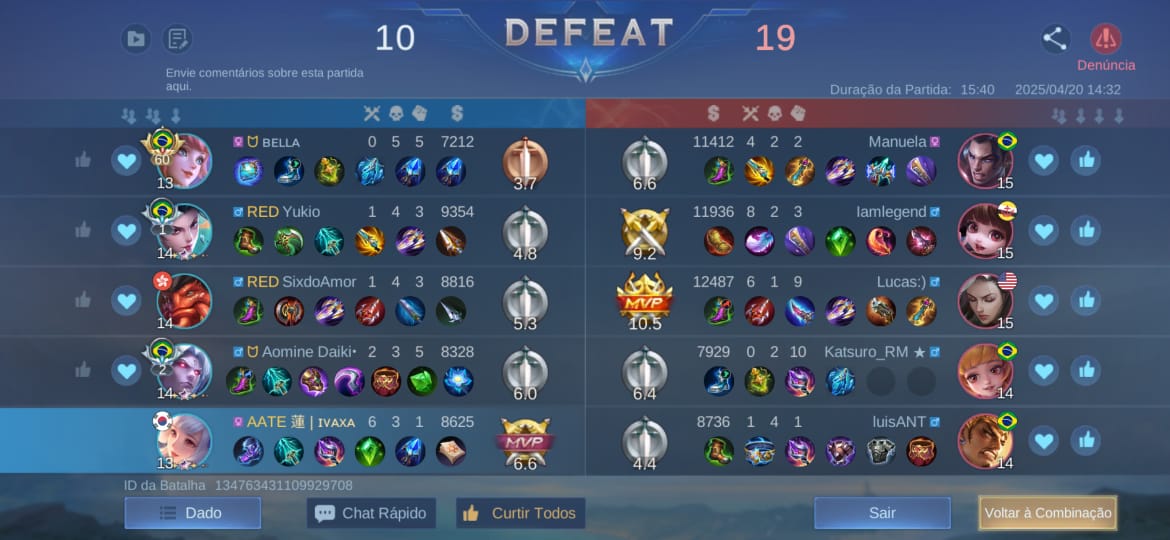 10 DEFEAT 19
Envie comentários sobre esta partida
aqui.
Denúncia
Duração da Partida: 15:40 2025/04/20 14:32
60
13
BELLA 0 5 5 7212
3.7
6.6
11412 4 2 2 Manuela
15
1
14
RED Yukio 1 4 3 9354
4.8
9.2
11936 8 2 3 Iamlegend
15
14
RED SixdoAmor 1 4 3 8816
5.3
MVP
10.5
12487 6 1 9 Lucas:)
15
2
14
Aomine Daiki• 2 3 5 8328
6.0
6.4
7929 0 2 10 Katsuro_RM ★
14
13
AATE 蓮 | IVAXA 6 3 1 8625
MVP
6.6
4.4
8736 1 4 1 luisANT
14
ID da Batalha 134763431109929708
Dado
Chat Rápido
Curtir Todos
Sair
Voltar à Combinação